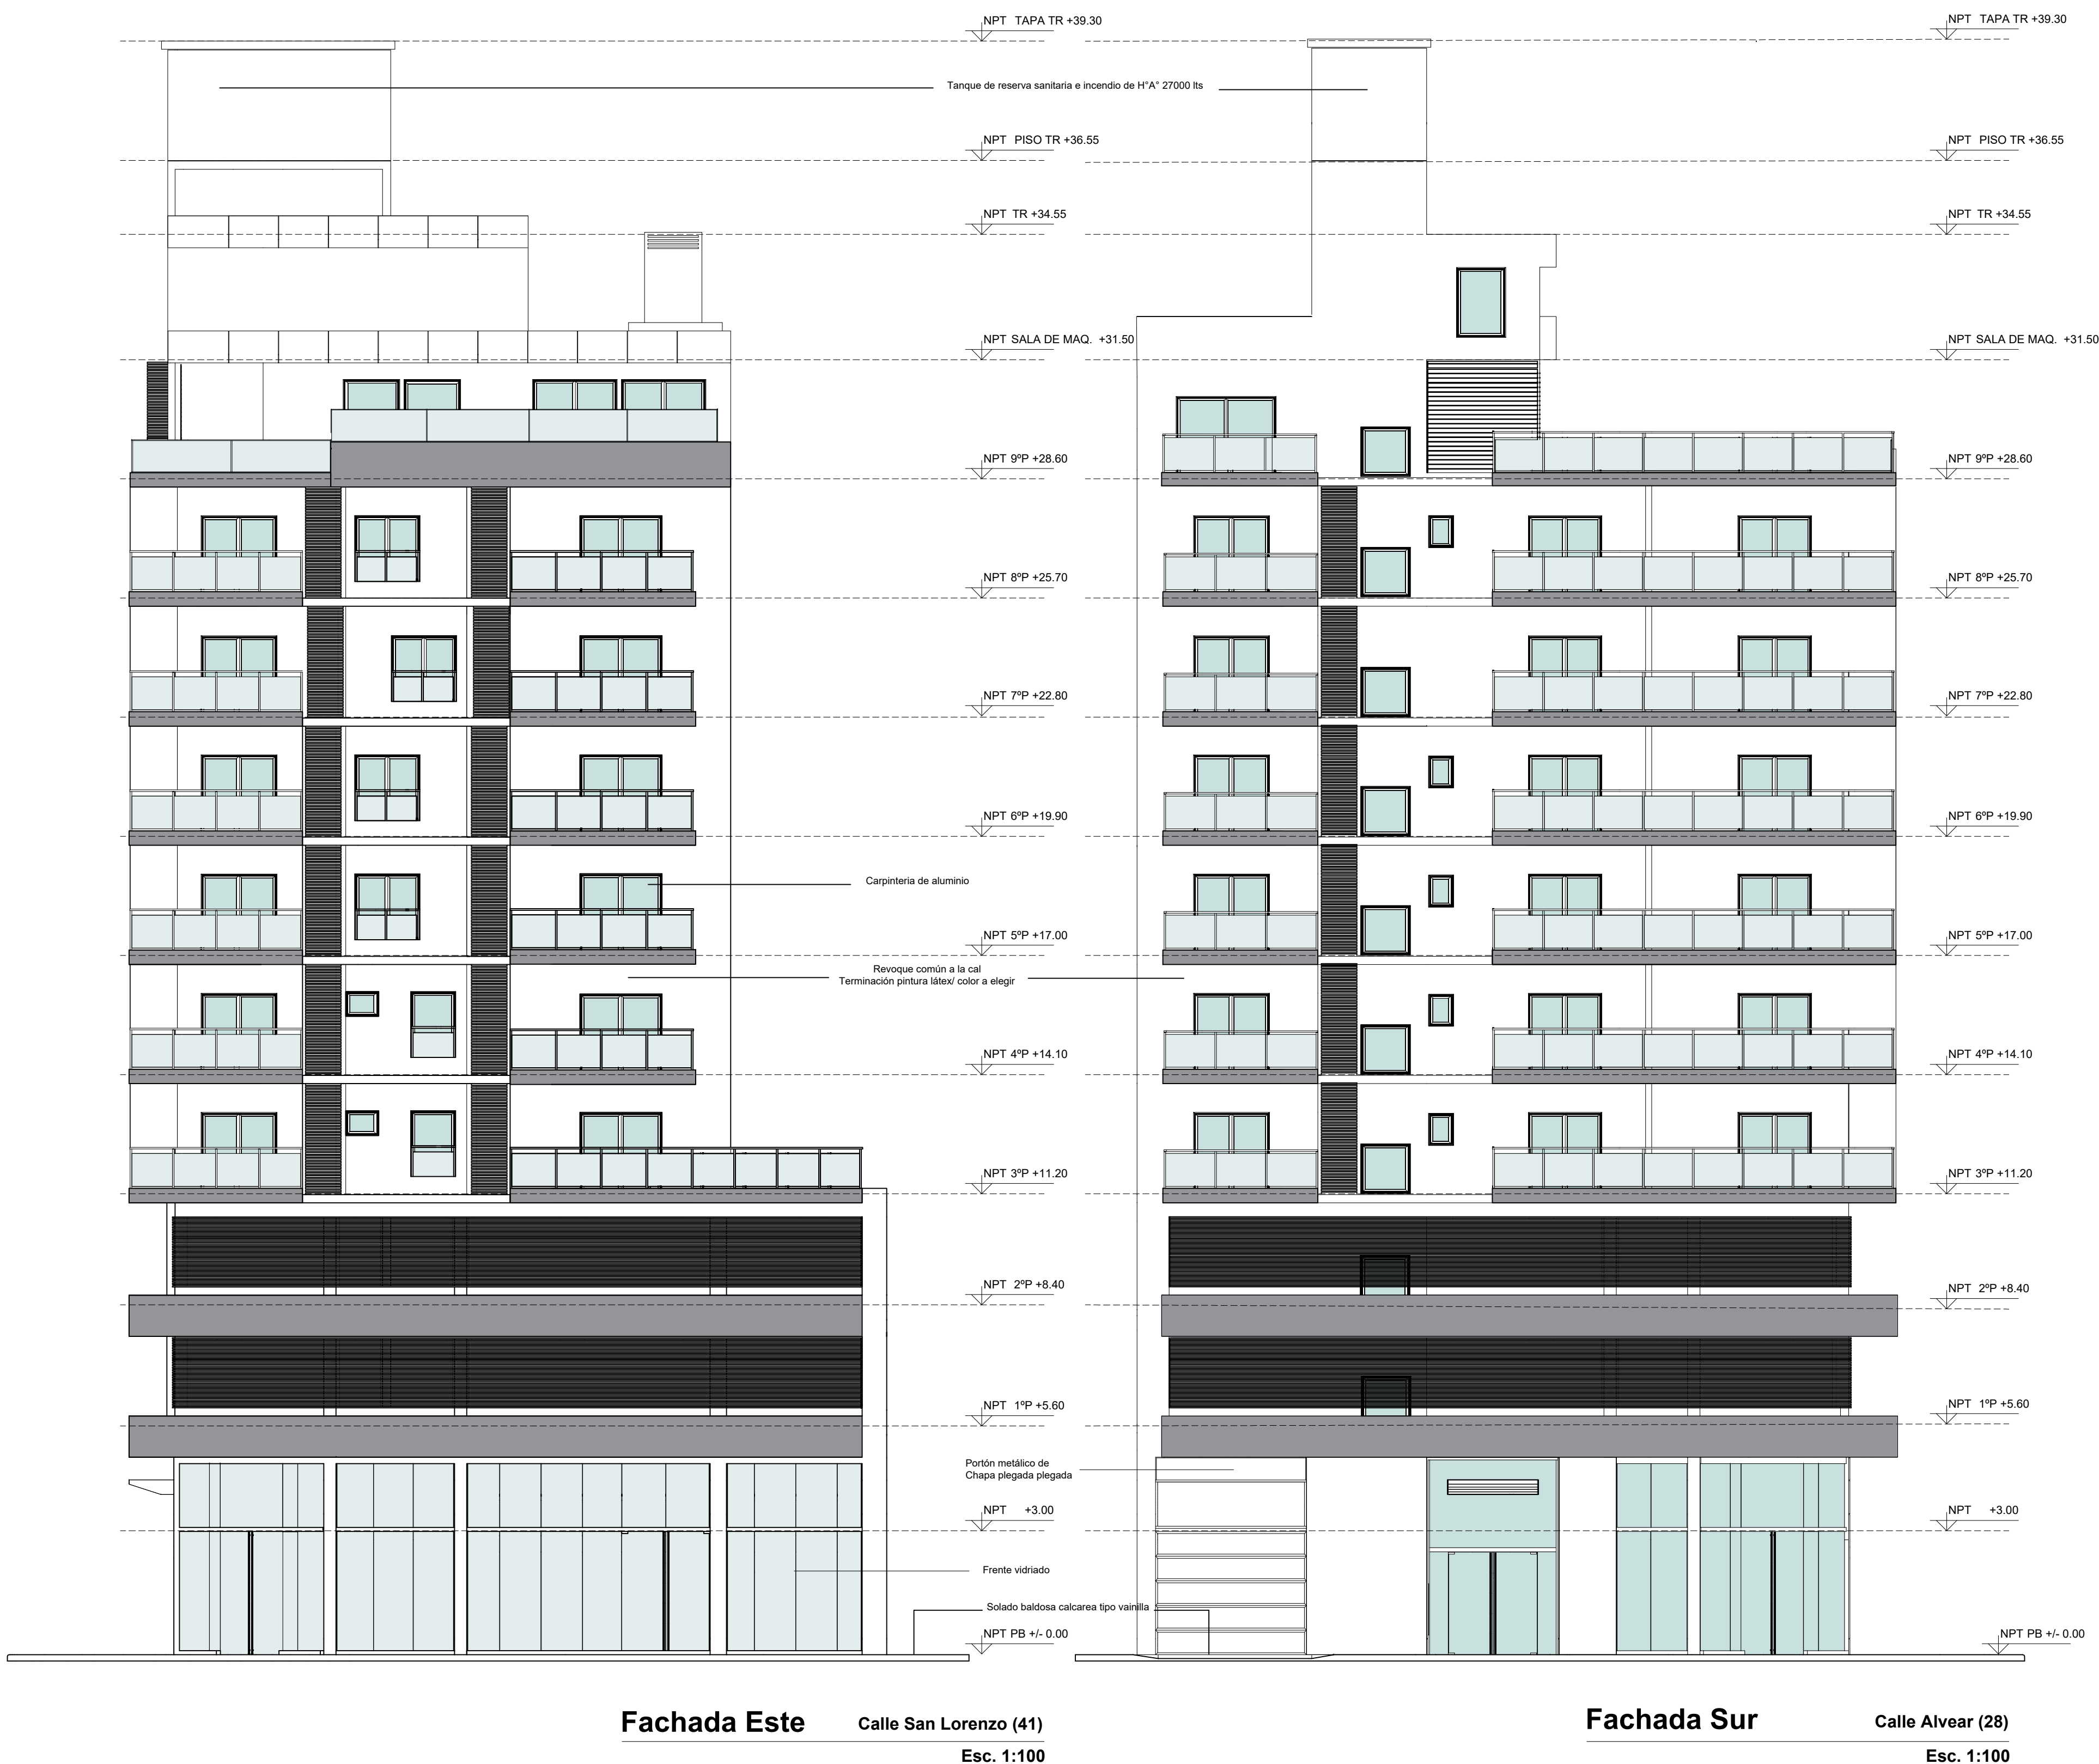 NPT TAPA TR +39.30
NPT TAPA TR +39.30
Tanque de reserva sanitaria e incendio de H°A° 27000 lts
NPT PISO TR +36.55
NPT PISO TR +36.55
NPT TR +34.55
NPT TR +34.55
NPT SALA DE MAQ. +31.50
NPT SALA DE MAQ. +31.50
NPT 9ºP +28.60
NPT 9ºP +28.60
NPT 8ºP +25.70
NPT 8ºP +25.70
NPT 7ºP +22.80
NPT 7ºP +22.80
NPT 6ºP +19.90
NPT 6ºP +19.90
Carpinteria de aluminio
NPT 5ºP +17.00
NPT 5ºP +17.00
Revoque común a la cal
Terminación pintura látex/ color a elegir
NPT 4ºP +14.10
NPT 4ºP +14.10
NPT 3ºP +11.20
NPT 3ºP +11.20
NPT 2ºP +8.40
NPT 2ºP +8.40
NPT 1ºP +5.60
NPT 1ºP +5.60
Portón metálico de
Chapa plegada plegada
NPT +3.00
NPT +3.00
Frente vidriado
Solado baldosa calcarea tipo vainilla
NPT PB +/- 0.00
NPT PB +/- 0.00
Fachada Este Calle San Lorenzo (41)
Esc. 1:100
Fachada Sur Calle Alvear (28)
Esc. 1:100